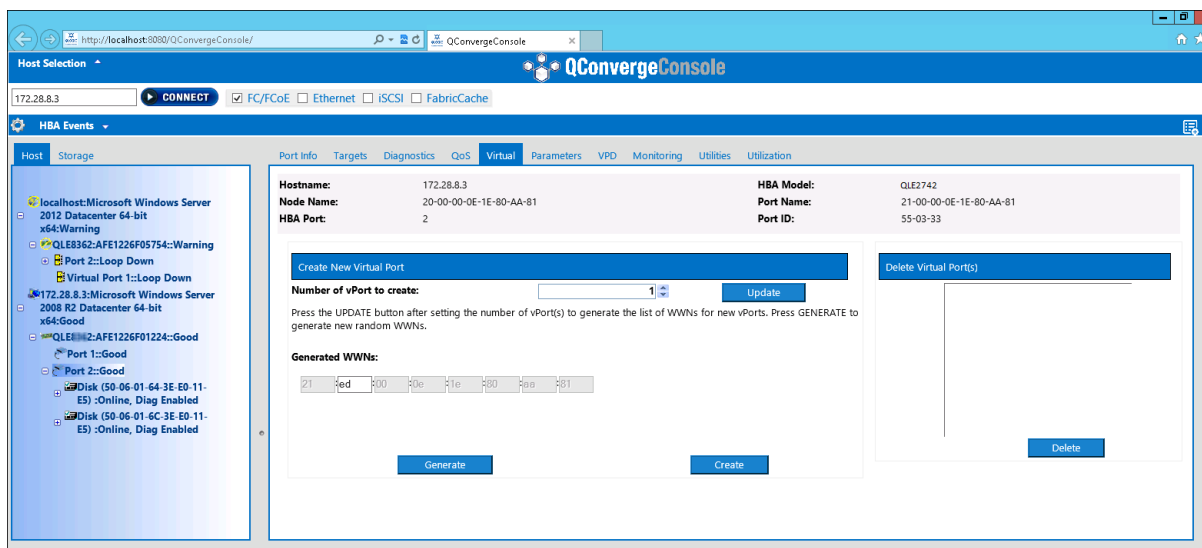 http://localhost:8080/QConvergeConsole/
QConvergeConsole
Host Selection
QConvergeConsole
172.28.8.3
CONNECT
FC/FCoE
Ethernet
iSCSI
FabricCache
HBA Events
Host
Storage
localhost:Microsoft Windows Server
2012 Datacenter 64-bit
x64:Warning
QLE8362:AFE1226F05754::Warning
Port 2::Loop Down
Virtual Port 1::Loop Down
172.28.8.3:Microsoft Windows Server
2008 R2 Datacenter 64-bit
x64:Good
2:AFE1226F01224::Good
Port 1::Good
Port 2::Good
Disk (50-06-01-64-3E-E0-11-
E5) :Online, Diag Enabled
Disk (50-06-01-6C-3E-E0-11-
E5) :Online, Diag Enabled
Port Info
Targets
Diagnostics
QoS
Virtual
Parameters
VPD
Monitoring
Utilities
Utilization
Hostname: 172.28.8.3
HBA Model: QLE2742
Node Name: 20-00-00-0E-1E-80-AA-81
Port Name: 21-00-00-0E-1E-80-AA-81
HBA Port: 2
Port ID: 55-03-33
Create New Virtual Port
Number of vPort to create: 1
Update
Press the UPDATE button after setting the number of vPort(s) to generate the list of WWNs for new vPorts. Press GENERATE to
generate new random WWNs.
Generated WWNs:
21 :ed :00 :0e :1e :80 :aa :81
Generate
Create
Delete Virtual Port(s)
Delete